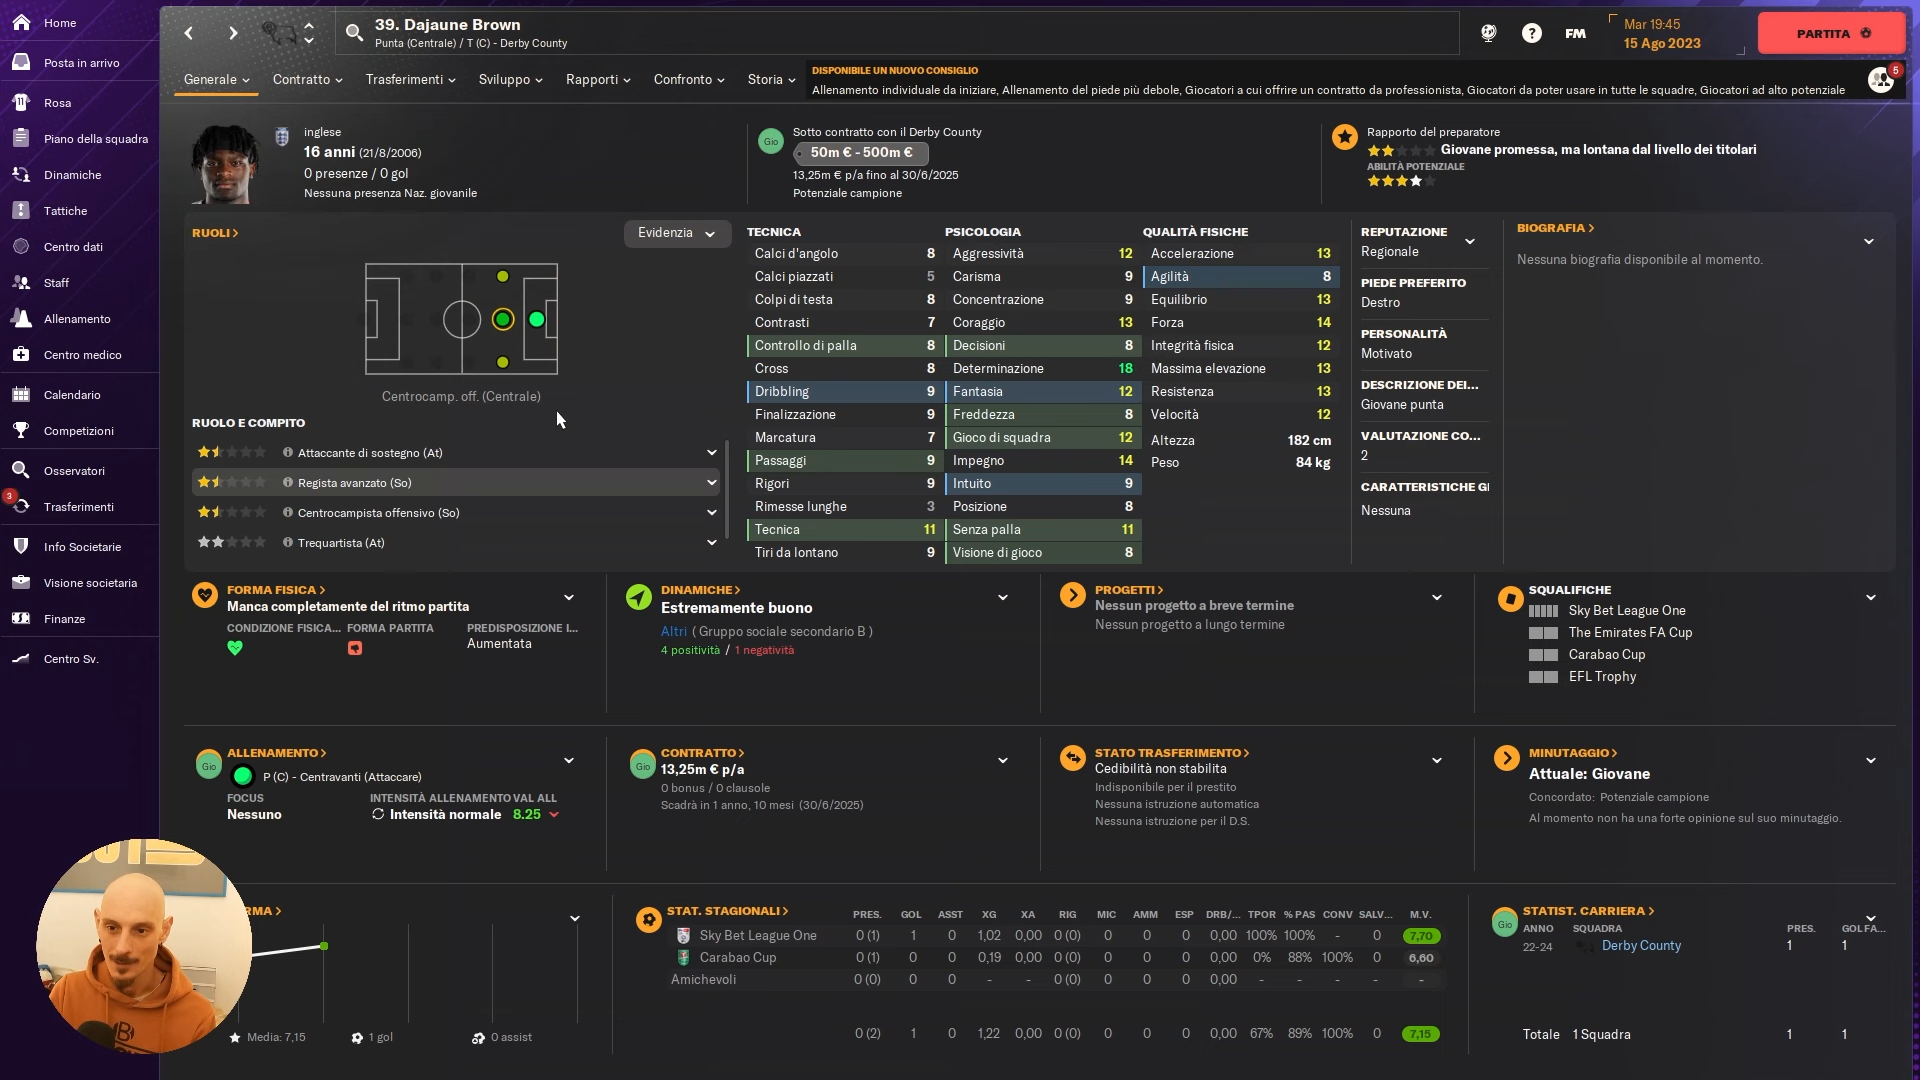 Home
Posta in arrivo
Rosa
Piano della squadra
Dinamiche
Tattiche
Centro dati
Staff
Allenamento
Centro medico
Calendario
Competizioni
Osservatori
3
Trasferimenti
Info Societarie
Visione societaria
Finanze
Centro Sv.
39. Dajaune Brown
Punta (Centrale) / T (C) - Derby County
FM
Mar 19:45
15 Ago 2023
PARTITA
Generale
Contratto
Trasferimenti
Sviluppo
Rapporti
Confronto
Storia
DISPONIBILE UN NUOVO CONSIGLIO
Allenamento individuale da iniziare, Allenamento del piede più debole, Giocatori a cui offrire un contratto da professionista, Giocatori da poter usare in tutte le squadre, Giocatori ad alto potenziale
5
inglese
16 anni (21/8/2006)
0 presenze / 0 gol
Nessuna presenza Naz. giovanile
Gio
Sotto contratto con il Derby County
50m € - 500m €
13,25m € p/a fino al 30/6/2025
Potenziale campione
Rapporto del preparatore
Giovane promessa, ma lontana dal livello dei titolari
ABILITÀ POTENZIALE
RUOLI >
Evidenzia
Centrocamp. off. (Centrale)
RUOLO E COMPITO
Attaccante di sostegno (At)
Regista avanzato (So)
Centrocampista offensivo (So)
Trequartista (At)
TECNICA
Calci d'angolo 8
Calci piazzati 5
Colpi di testa 8
Contrasti 7
Controllo di palla 8
Cross 8
Dribbling 9
Finalizzazione 9
Marcatura 7
Passaggi 9
Rigori 9
Rimesse lunghe 3
Tecnica 11
Tiri da lontano 9
PSICOLOGIA
Aggressività 12
Carisma 9
Concentrazione 9
Coraggio 13
Decisioni 8
Determinazione 18
Fantasia 12
Freddezza 8
Gioco di squadra 12
Impegno 14
Intuito 9
Posizione 8
Senza palla 11
Visione di gioco 8
QUALITÀ FISICHE
Accelerazione 13
Agilità 8
Equilibrio 13
Forza 14
Integrità fisica 12
Massima elevazione 13
Resistenza 13
Velocità 12
Altezza 182 cm
Peso 84 kg
REPUTAZIONE
Regionale
PIEDE PREFERITO
Destro
PERSONALITÀ
Motivato
DESCRIZIONE DEI...
Giovane punta
VALUTAZIONE CO...
2
CARATTERISTICHE GI
Nessuna
BIOGRAFIA >
Nessuna biografia disponibile al momento.
FORMA FISICA >
Manca completamente del ritmo partita
CONDIZIONE FISICA... FORMA PARTITA PREDISPOSIZIONE I...
Aumentata
DINAMICHE >
Estremamente buono
Altri ( Gruppo sociale secondario B )
4 positività / 1 negatività
PROGETTI >
Nessun progetto a breve termine
Nessun progetto a lungo termine
SQUALIFICHE
Sky Bet League One
The Emirates FA Cup
Carabao Cup
EFL Trophy
Gio
ALLENAMENTO >
P (C) - Centravanti (Attaccare)
FOCUS INTENSITÀ ALLENAMENTO VAL ALL
Nessuno Intensità normale 8.25
Gio
CONTRATTO >
13,25m € p/a
0 bonus / 0 clausole
Scadrà in 1 anno, 10 mesi (30/6/2025)
STATO TRASFERIMENTO >
Cedibilità non stabilita
Indisponibile per il prestito
Nessuna istruzione automatica
Nessuna istruzione per il D.S.
MINUTAGGIO >
Attuale: Giovane
Concordato: Potenziale campione
Al momento non ha una forte opinione sul suo minutaggio.
RMA >
Media: 7,15 1 gol 0 assist
STAT. STAGIONALI > PRES. GOL ASST XG XA RIG MIC AMM ESP DRB/... TPOR % PAS CONV SALV... M.V.
Sky Bet League One 0 (1) 1 0 1,02 0,00 0 (0) 0 0 0 0,00 100% 100% - 0 7,70
Carabao Cup 0 (1) 0 0 0,19 0,00 0 (0) 0 0 0 0,00 0% 88% 100% 0 6,60
Amichevoli 0 (0) 0 0 - - 0 (0) 0 0 0 0,00 - - - - -
0 (2) 1 0 1,22 0,00 0 (0) 0 0 0 0,00 67% 89% 100% 0 7,15
Gio
STATIST. CARRIERA >
ANNO SQUADRA PRES. GOL FA...
22-24 Derby County 1 1
Totale 1 Squadra 1 1